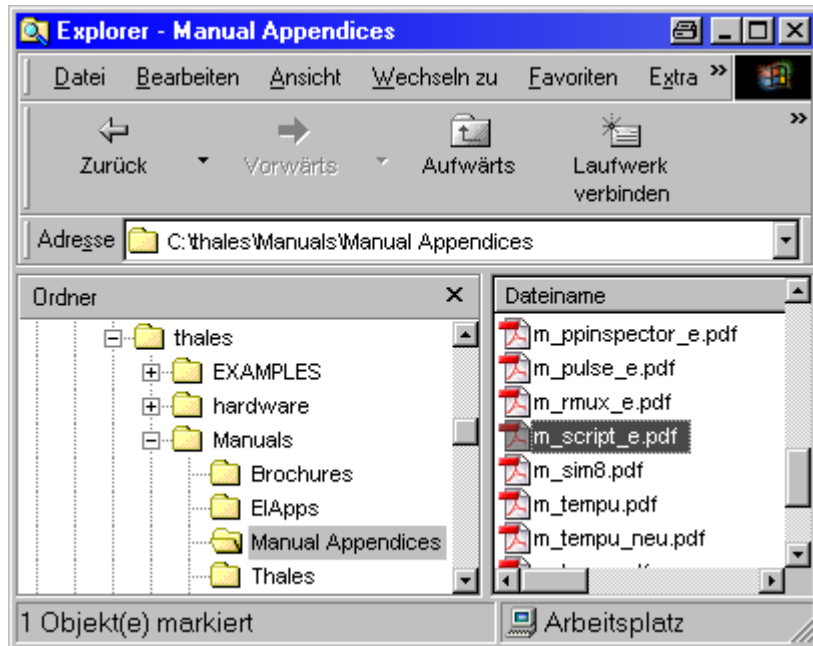 Explorer - Manual Appendices
Datei Bearbeiten Ansicht Wechseln zu Favoriten Extra »
Zurück Vorwärts Aufwärts Laufwerk verbinden »
Adresse C:\thales\Manuals\Manual Appendices
Ordner
thales
EXAMPLES
hardware
Manuals
Brochures
EIApps
Manual Appendices
Thales
Dateiname
m_ppinspector_e.pdf
m_pulse_e.pdf
m_rmux_e.pdf
m_script_e.pdf
m_sim8.pdf
m_tempu.pdf
m_tempu_neu.pdf
1 Objekt(e) markiert
Arbeitsplatz